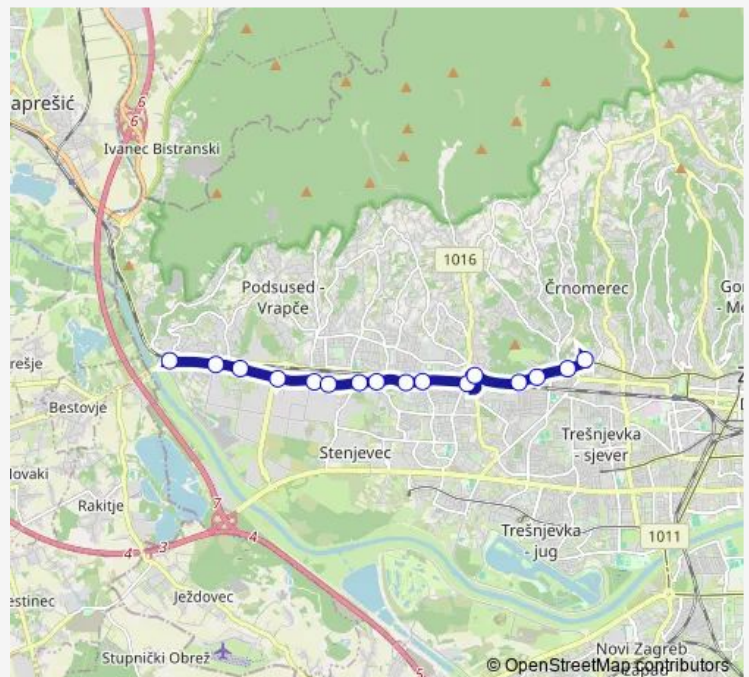 aprešić
6
6
Ivanec Bistranski
1016
Podsused -
Vrapče
Črnomerec
Go
- M
rešje
Bestovje
Trešnjevka
- sjever
Stenjevec
lovaki
Rakitje
7
4
3
4
Trešnjevka
- jug
1011
estinec
Ježdovec
Stupnički Obrež
5
Novi Zagreb
- zapad
© OpenStreetMap contributors